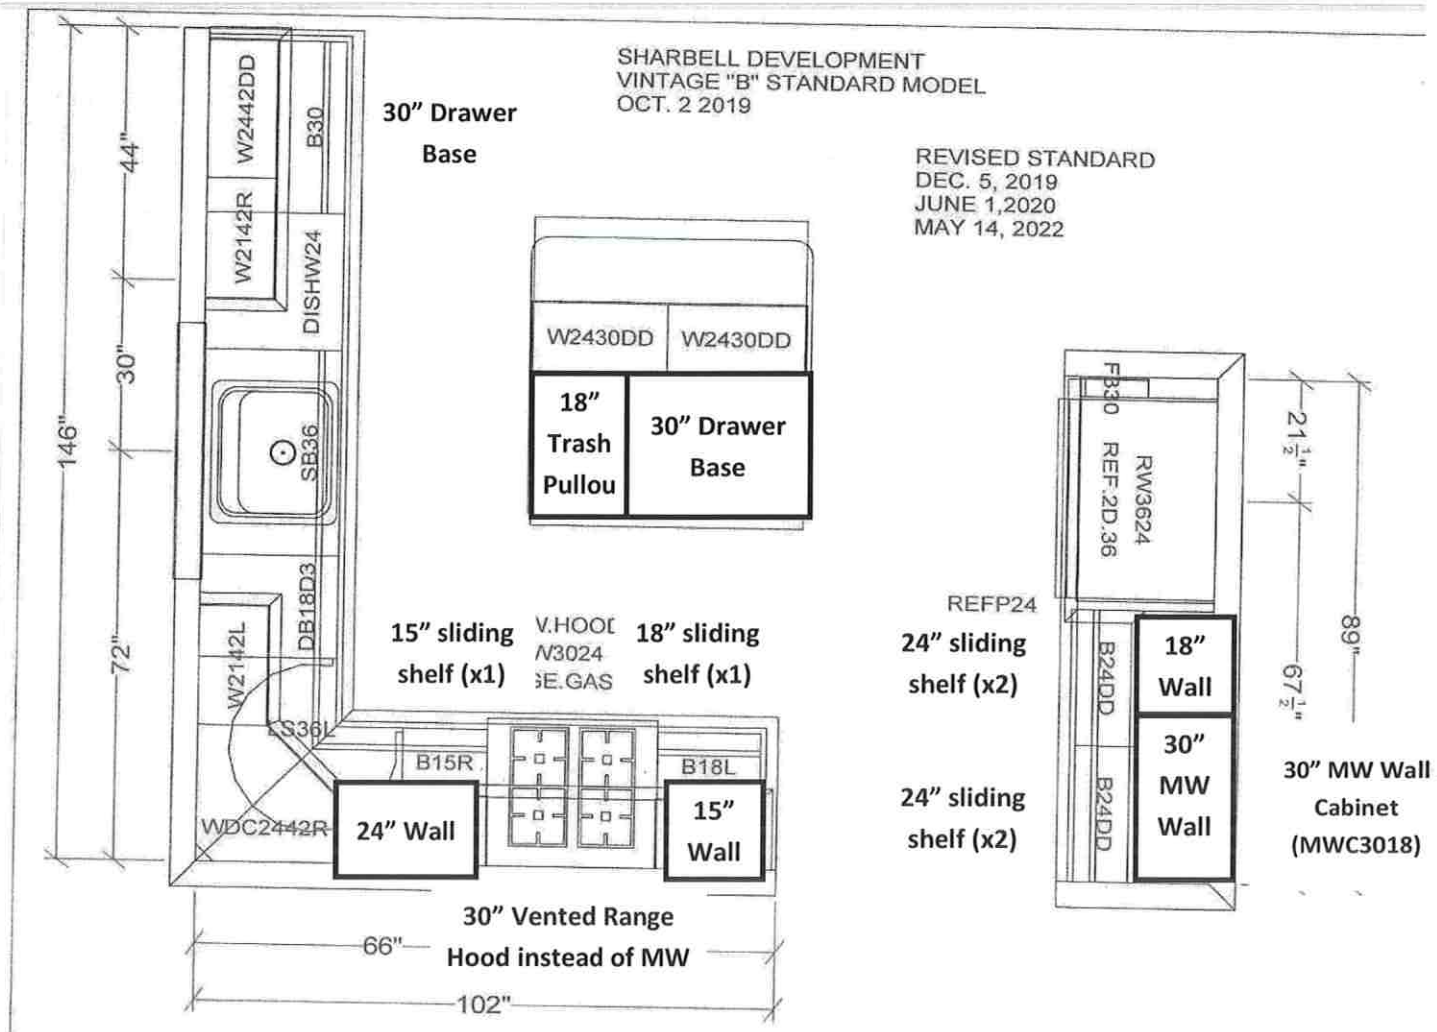 SHARBELL DEVELOPMENT
VINTAGE "B" STANDARD MODEL
OCT. 2 2019
REVISED STANDARD
DEC. 5, 2019
JUNE 1,2020
MAY 14, 2022
30” Drawer
Base
146"
44"
30"
72"
W2442DD
B30
W2142R
DISHW24
SB36
DB18D3
W2142L
LS36L
WDC2442R
W2430DD
W2430DD
18”
Trash
Pullou
30” Drawer
Base
15” sliding
shelf (x1)
W3024
GE.GAS
18” sliding
shelf (x1)
B15R
B18L
24” Wall
15”
Wall
30” Vented Range
Hood instead of MW
66"
102"
FB30
REF.2D.36
RW3624
REFP24
24” sliding
shelf (x2)
24” sliding
shelf (x2)
B24DD
B24DD
18”
Wall
30”
MW
Wall
21 1/2"
67 1/2"
89"
30” MW Wall
Cabinet
(MWC3018)